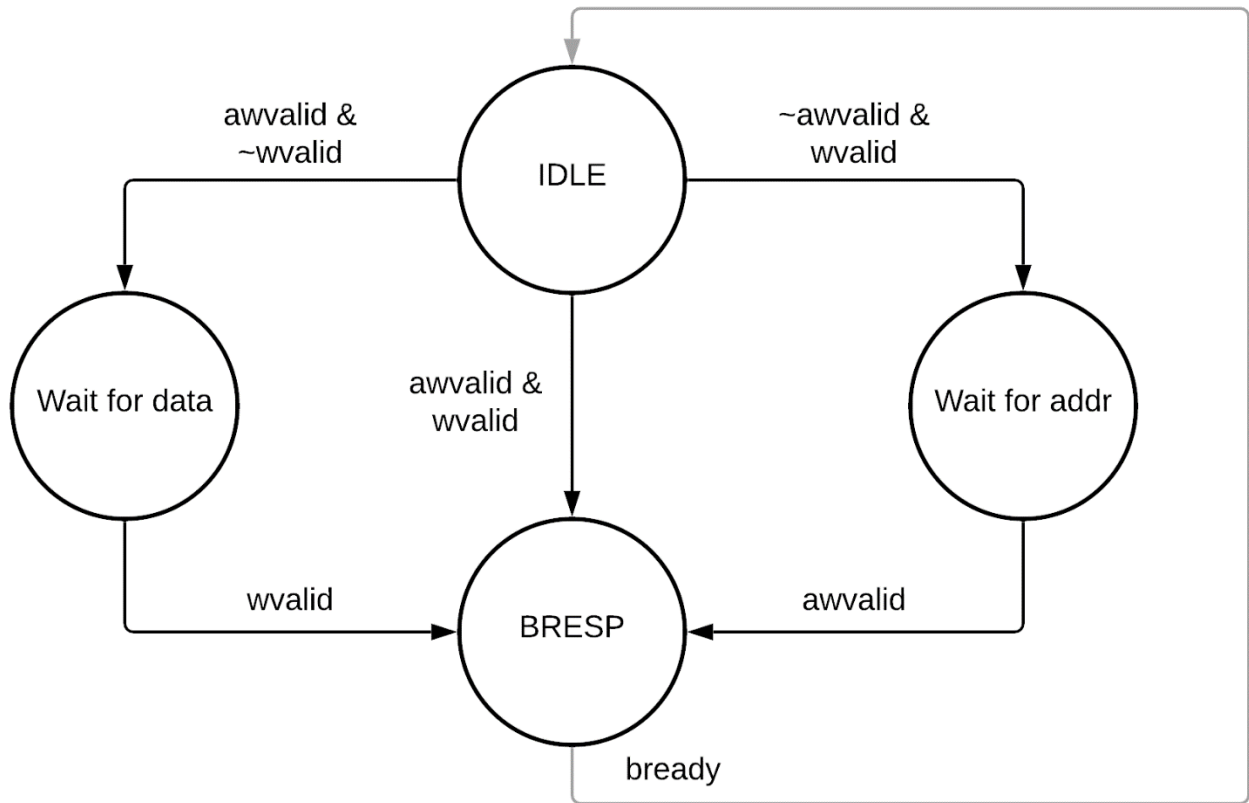 awvalid &
~wvalid
~awvalid &
wvalid
IDLE
Wait for data
awvalid &
wvalid
Wait for addr
wvalid
BRESP
awvalid
bready